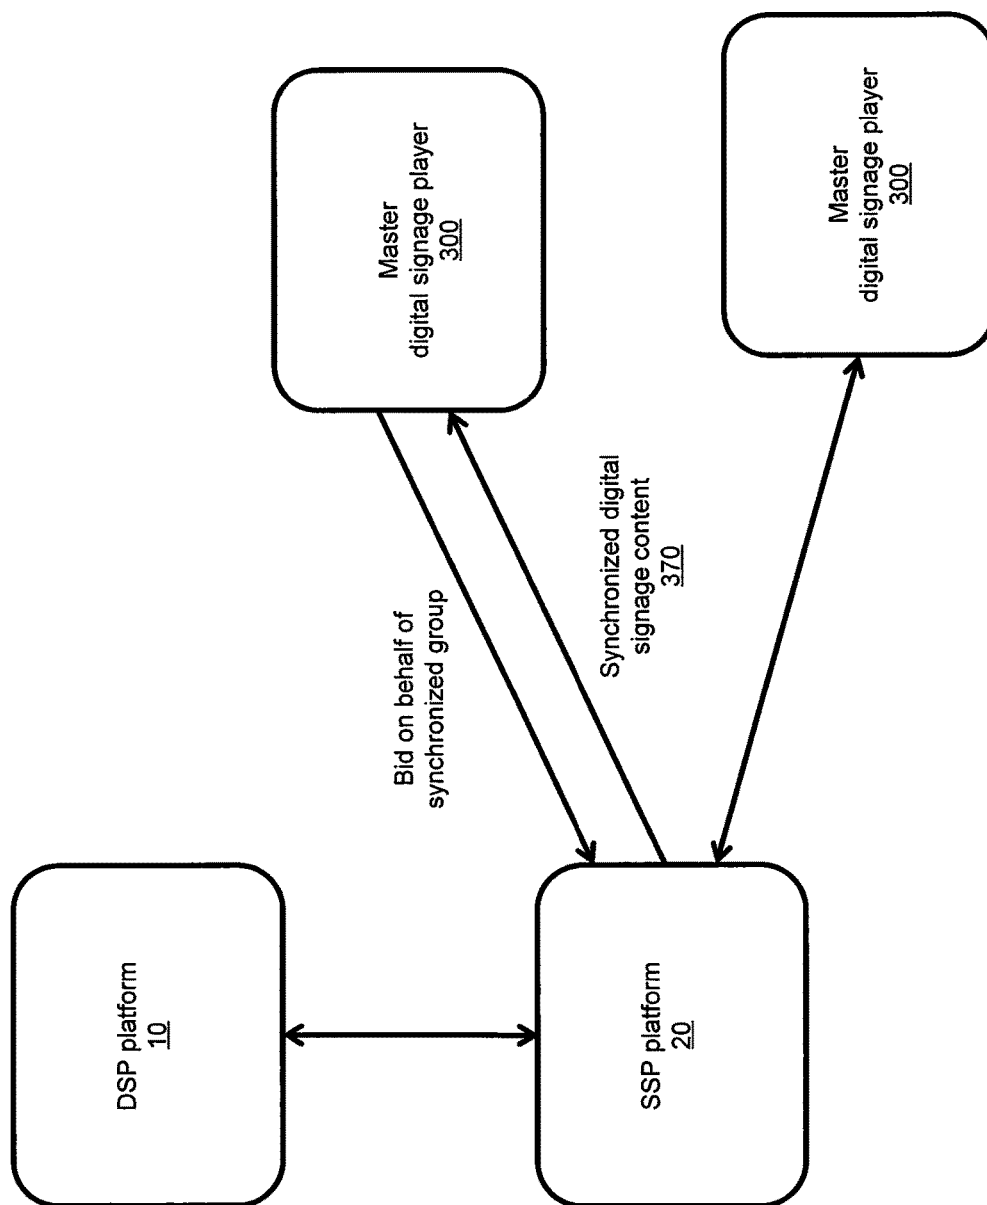 DSP platform
10
SSP platform
20
Bid on behalf of
synchronized group
Synchronized digital
signage content
370
Master
digital signage player
300
Master
digital signage player
300